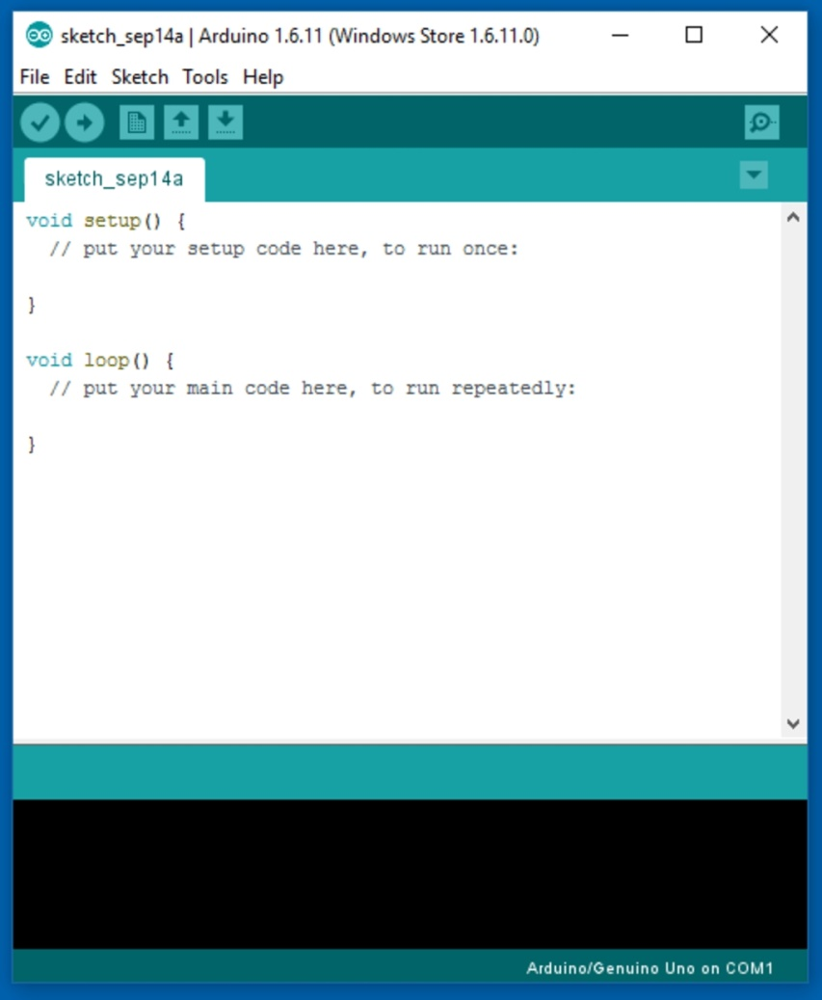 sketch_sep14a | Arduino 1.6.11 (Windows Store 1.6.11.0)
File Edit Sketch Tools Help
sketch_sep14a
void setup() {
  // put your setup code here, to run once:
}
void loop() {
  // put your main code here, to run repeatedly:
}
Arduino/Genuino Uno on COM1